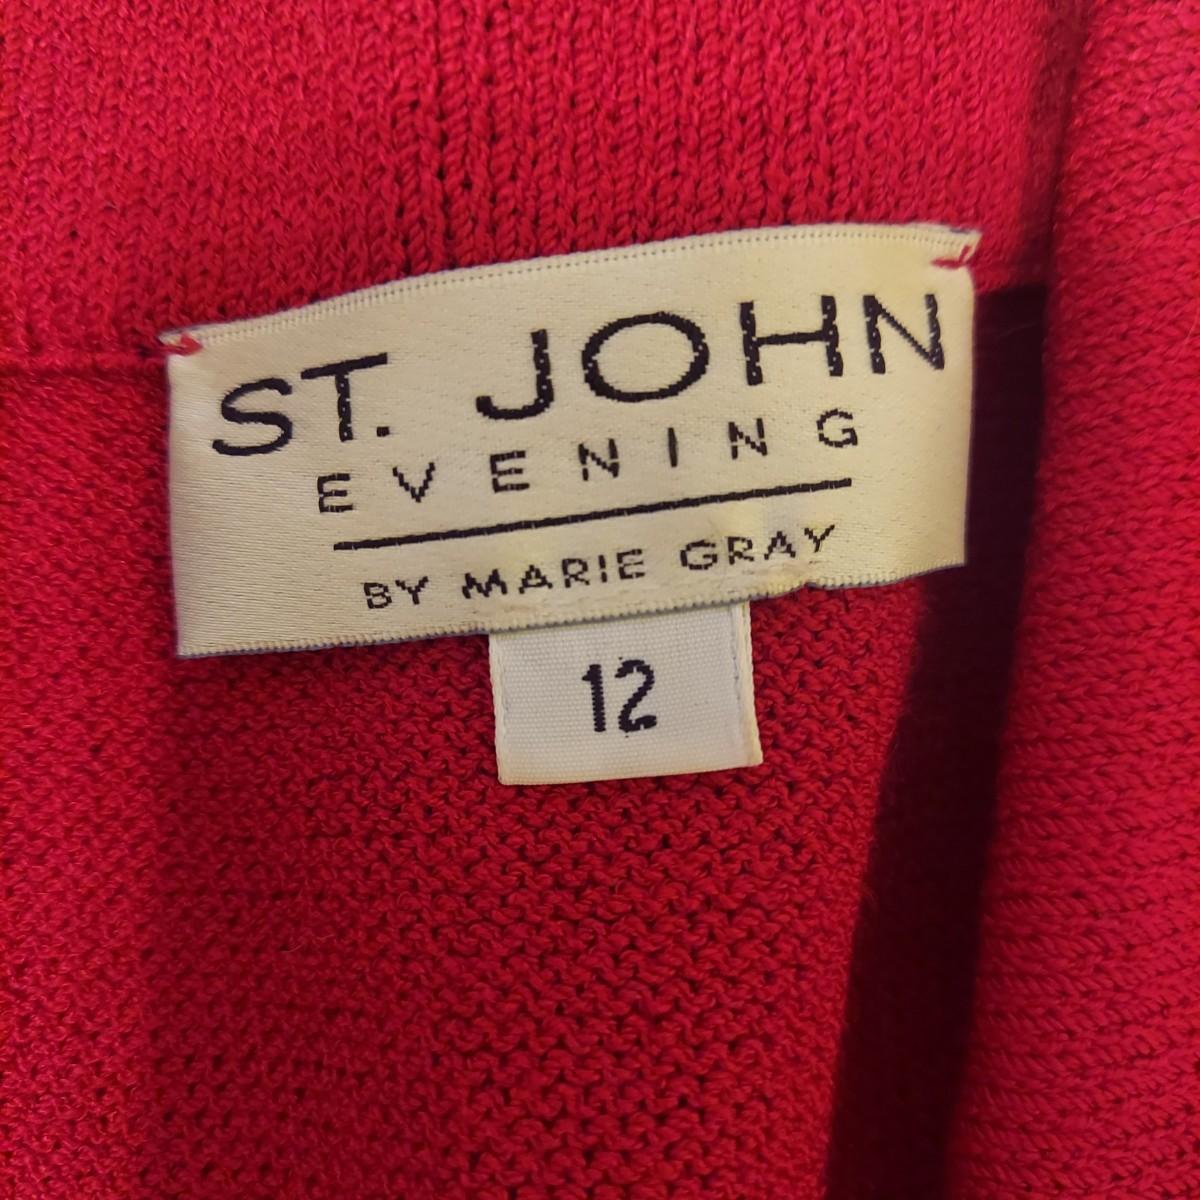 ST. JOHN
EVENING
BY MARIE GRAY
12